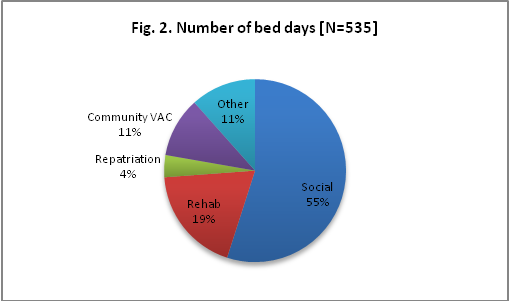 Fig. 2. Number of bed days [N=535]
Other
11%
Community VAC
11%
Repatriation
4%
Rehab
19%
Social
55%